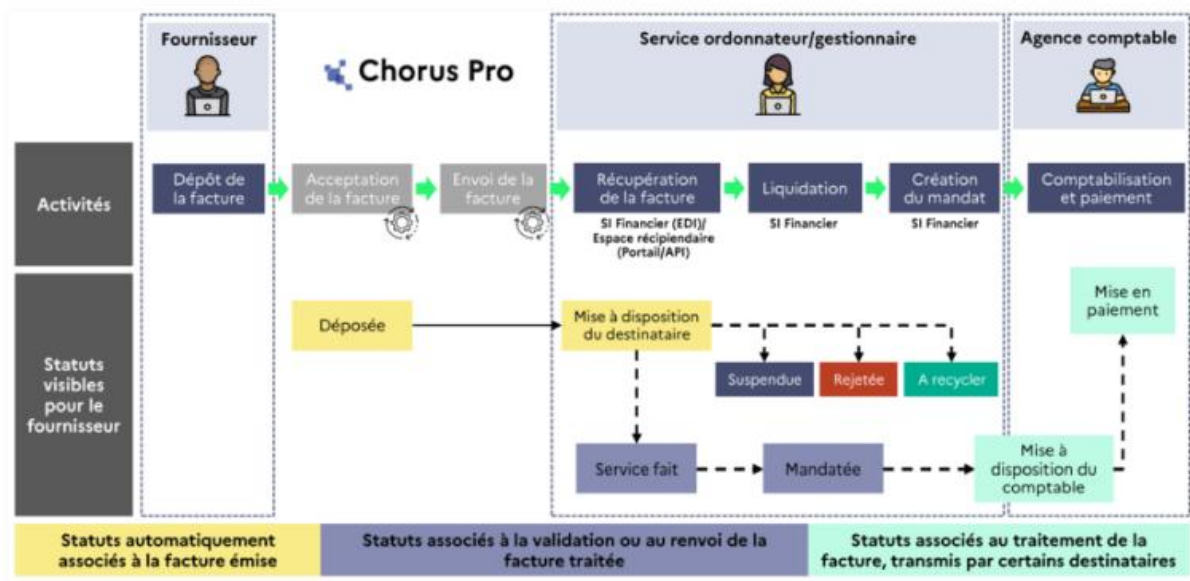 Fournisseur
Chorus Pro
Service ordonnateur/gestionnaire
Agence comptable
Activités
Dépôt de
la facture
Acceptation
de la facture
Envoi de la
facture
Récupération
de la facture
SI Financier (EDI)/
Espace récipiendaire
(Portail/API)
Liquidation
SI Financier
Création
du mandat
SI Financier
Comptabilisation
et paiement
Statuts
visibles
pour le
fournisseur
Déposée
Mise à disposition
du destinataire
Suspendue
Rejetée
A recycler
Mise en
paiement
Service fait
Mandatée
Mise à
disposition du
comptable
Statuts automatiquement
associés à la facture émise
Statuts associés à la validation ou au renvoi de la
facture traitée
Statuts associés au traitement de la
facture, transmis par certains destinataires